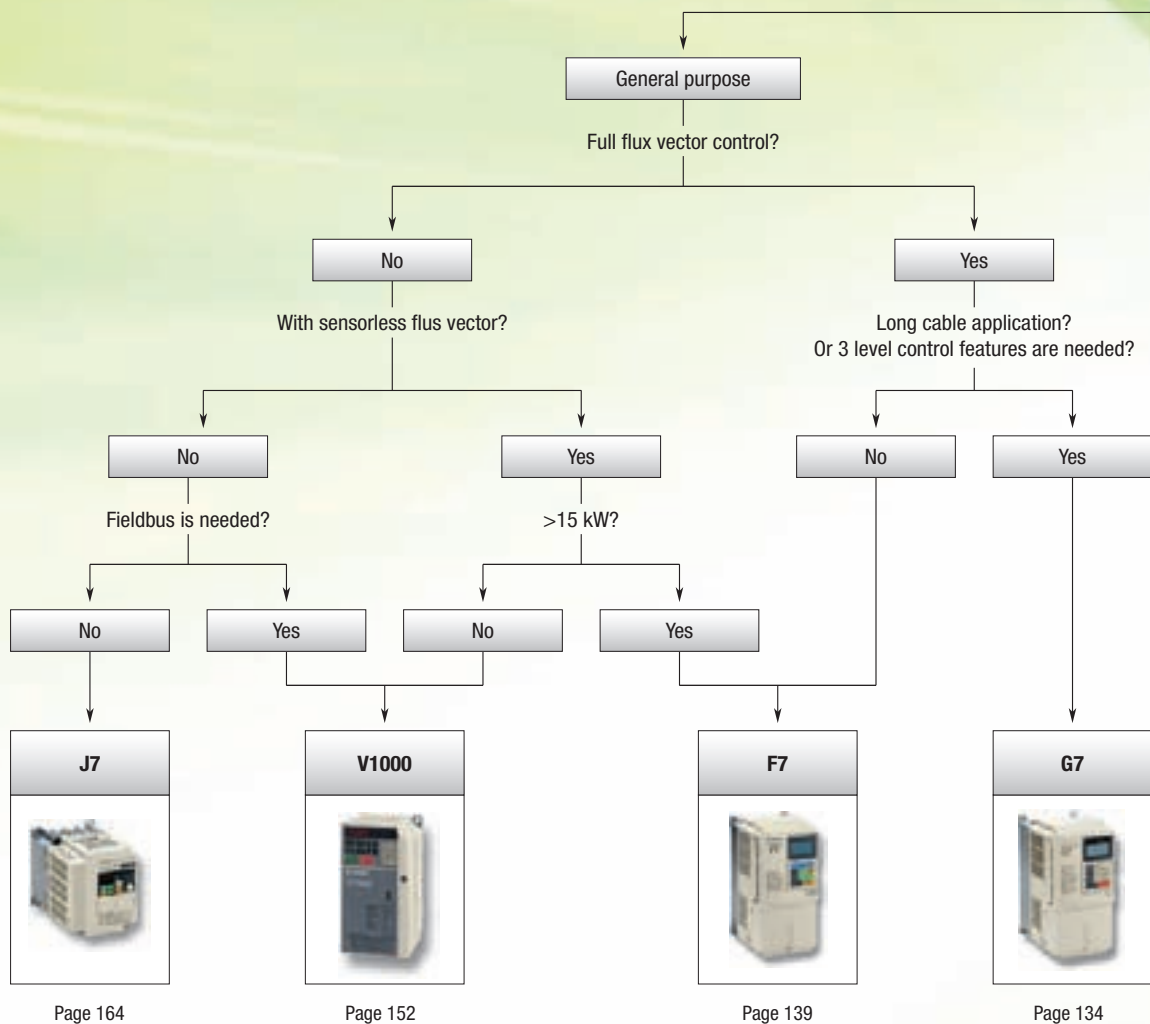 General purpose
Full flux vector control?
No
Yes
With sensorless flus vector?
Long cable application?
Or 3 level control features are needed?
No
Yes
No
Yes
Fieldbus is needed?
>15 kW?
No
Yes
No
Yes
J7
V1000
F7
G7
Page 164
Page 152
Page 139
Page 134